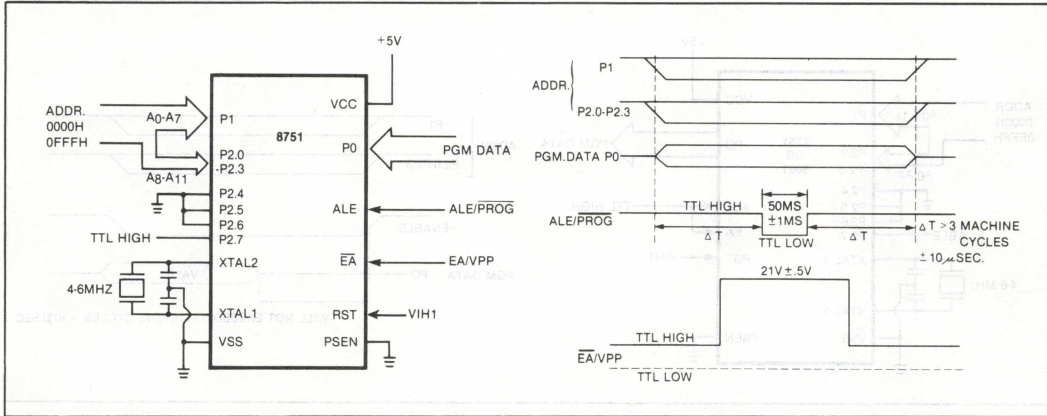 +5V
VCC
ADDR.
0000H
0FFFH
A0-A7
P1
8751
P0
PGM DATA
P2.0
-P2.3
A8-A11
P2.4
P2.5
P2.6
TTL HIGH
P2.7
ALE
ALE/PROG
XTAL2
EA
EA/VPP
4-6MHZ
XTAL1
RST
VIH1
VSS
PSEN
ADDR.
P1
P2.0-P2.3
PGM.DATA P0
ALE/PROG
TTL HIGH
50MS
±1MS
TTL LOW
ΔT
ΔT
ΔT > 3 MACHINE
CYCLES
± 10 µSEC.
21V ±.5V
TTL HIGH
EA/VPP
TTL LOW